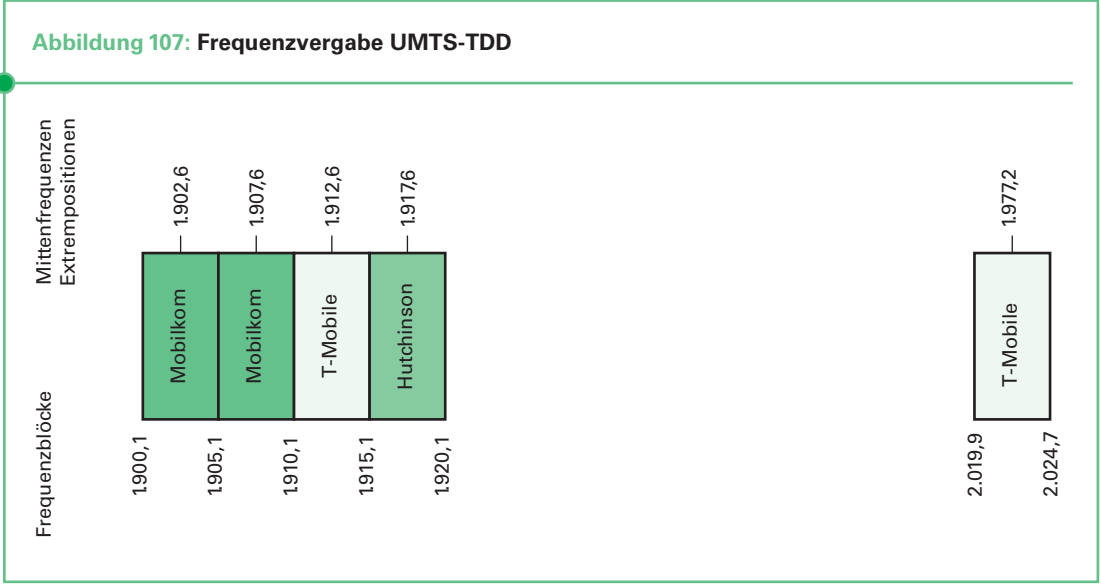 Abbildung 107: Frequenzvergabe UMTS-TDD
Mittenfrequenzen
Extrempositionen
1.902,6
1.907,6
1.912,6
1.917,6
1.977,2
Mobilkom
Mobilkom
T-Mobile
Hutchinson
T-Mobile
Frequenzblöcke
1.900,1
1.905,1
1.910,1
1.915,1
1.920,1
2.019,9
2.024,7